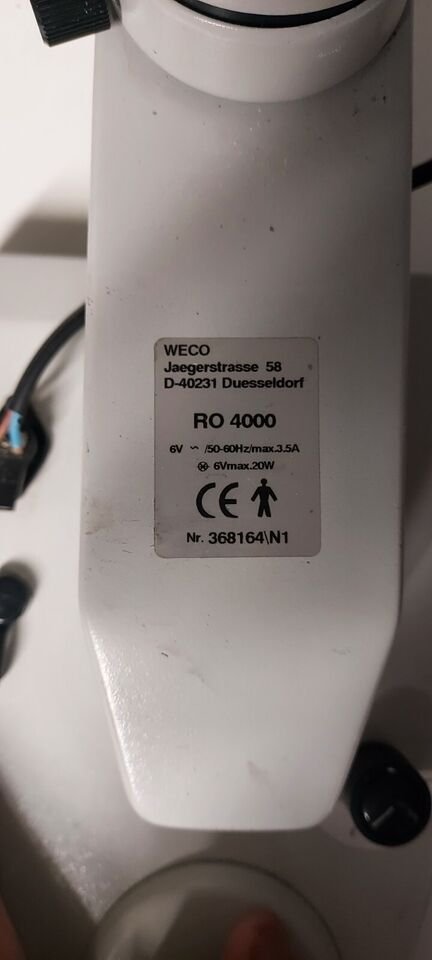 WECO
Jaegerstrasse 58
D-40231 Duesseldorf
RO 4000
6V ~ /50-60Hz/max.3.5A
⊗ 6Vmax.20W
CE
Nr. 368164\N1